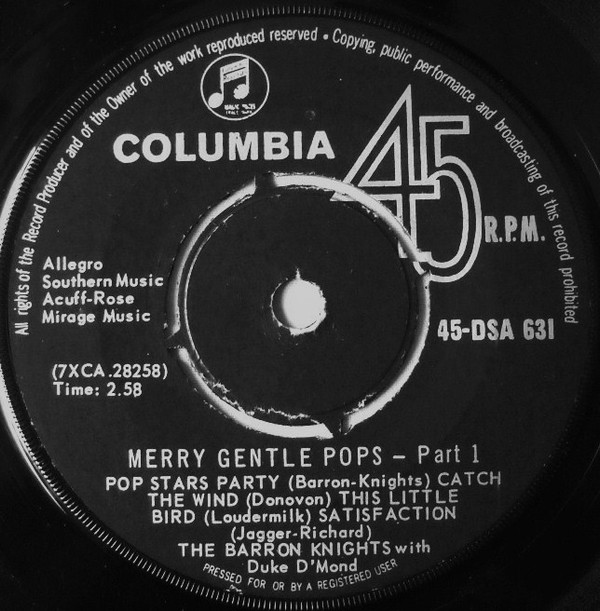 All rights of the Record Producer and of the Owner of the work reproduced reserved • Copying, public performance and broadcasting of this record prohibited
COLUMBIA
45
R.P.M.
Allegro
Southern Music
Acuff-Rose
Mirage Music
45-DSA 631
(7XCA.28258)
Time: 2.58
MERRY GENTLE POPS – Part 1
POP STARS PARTY (Barron-Knights) CATCH
THE WIND (Donovon) THIS LITTLE
BIRD (Loudermilk) SATISFACTION
(Jagger-Richard)
THE BARRON KNIGHTS with
Duke D'Mond
PRESSED FOR OR BY A REGISTERED USER